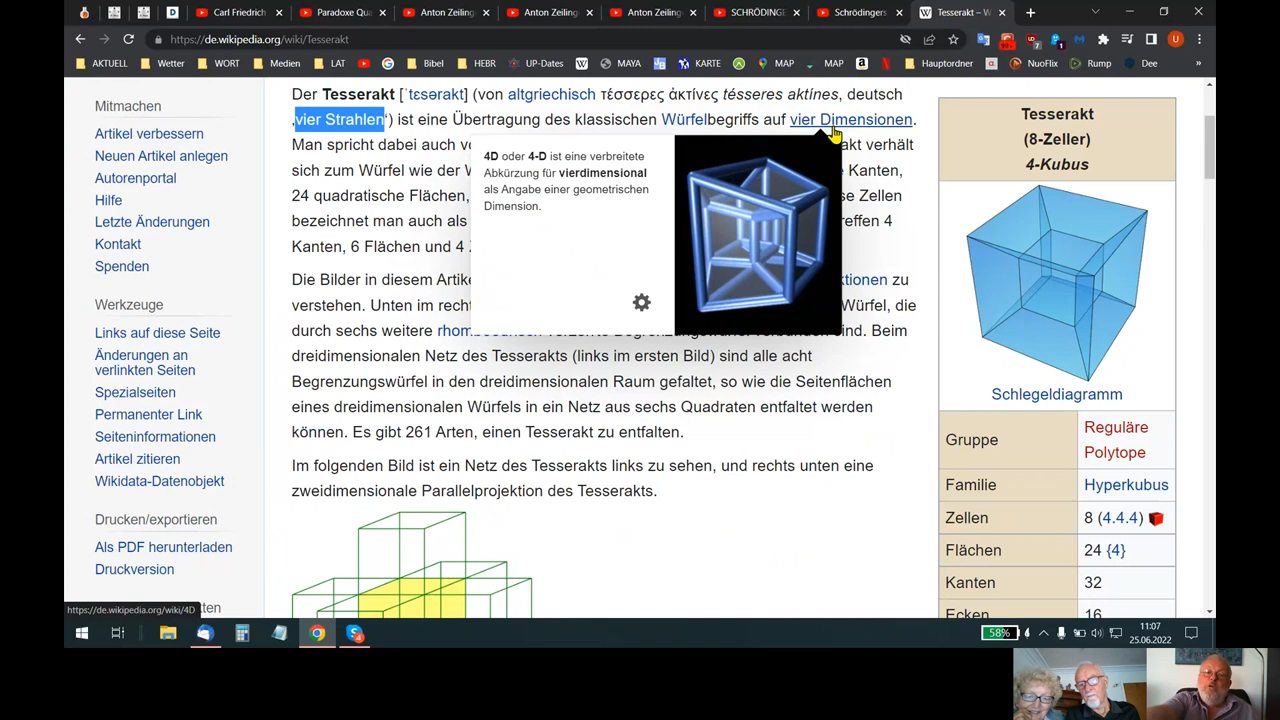 Carl Friedrich
Paradoxe Qua
Anton Zeiling
Anton Zeiling
Anton Zeiling
SCHRÖDINGE
Schrödingers
Tesserakt – W
https://de.wikipedia.org/wiki/Tesserakt
AKTUELL
Wetter
WORT
Medien
LAT
Bibel
HEBR
UP-Dates
MAYA
KARTE
MAP
MAP
Hauptordner
NuoFlix
Rump
Dee
»
Mitmachen
Artikel verbessern
Neuen Artikel anlegen
Autorenportal
Hilfe
Letzte Änderungen
Kontakt
Spenden
Werkzeuge
Links auf diese Seite
Änderungen an
verlinkten Seiten
Spezialseiten
Permanenter Link
Seiteninformationen
Artikel zitieren
Wikidata-Datenobjekt
Drucken/exportieren
Als PDF herunterladen
Druckversion
https://de.wikipedia.org/wiki/4D
Der Tesserakt [ˈtɛsərakt] (von altgriechisch τέσσερες ἀκτίνες tésseres aktínes, deutsch
‚vier Strahlen‘) ist eine Übertragung des klassischen Würfelbegriffs auf vier Dimensionen.
Man spricht dabei auch
akt verhält
sich zum Würfel wie der
Kanten,
24 quadratische Flächen,
se Zellen
bezeichnet man auch als
effen 4
Kanten, 6 Flächen und 4
4D oder 4-D ist eine verbreitete
Abkürzung für vierdimensional
als Angabe einer geometrischen
Dimension.
Die Bilder in diesem Artike
ktionen zu
verstehen. Unten im rech
Würfel, die
durch sechs weitere
sind. Beim
dreidimensionalen Netz des Tesserakts (links im ersten Bild) sind alle acht
Begrenzungswürfel in den dreidimensionalen Raum gefaltet, so wie die Seitenflächen
eines dreidimensionalen Würfels in ein Netz aus sechs Quadraten entfaltet werden
können. Es gibt 261 Arten, einen Tesserakt zu entfalten.
Im folgenden Bild ist ein Netz des Tesserakts links zu sehen, und rechts unten eine
zweidimensionale Parallelprojektion des Tesserakts.
Tesserakt
(8-Zeller)
4-Kubus
Schlegeldiagramm
Gruppe Reguläre
Polytope
Familie Hyperkubus
Zellen 8 (4.4.4)
Flächen 24 {4}
Kanten 32
Ecken 16
58%
11:07
25.06.2022